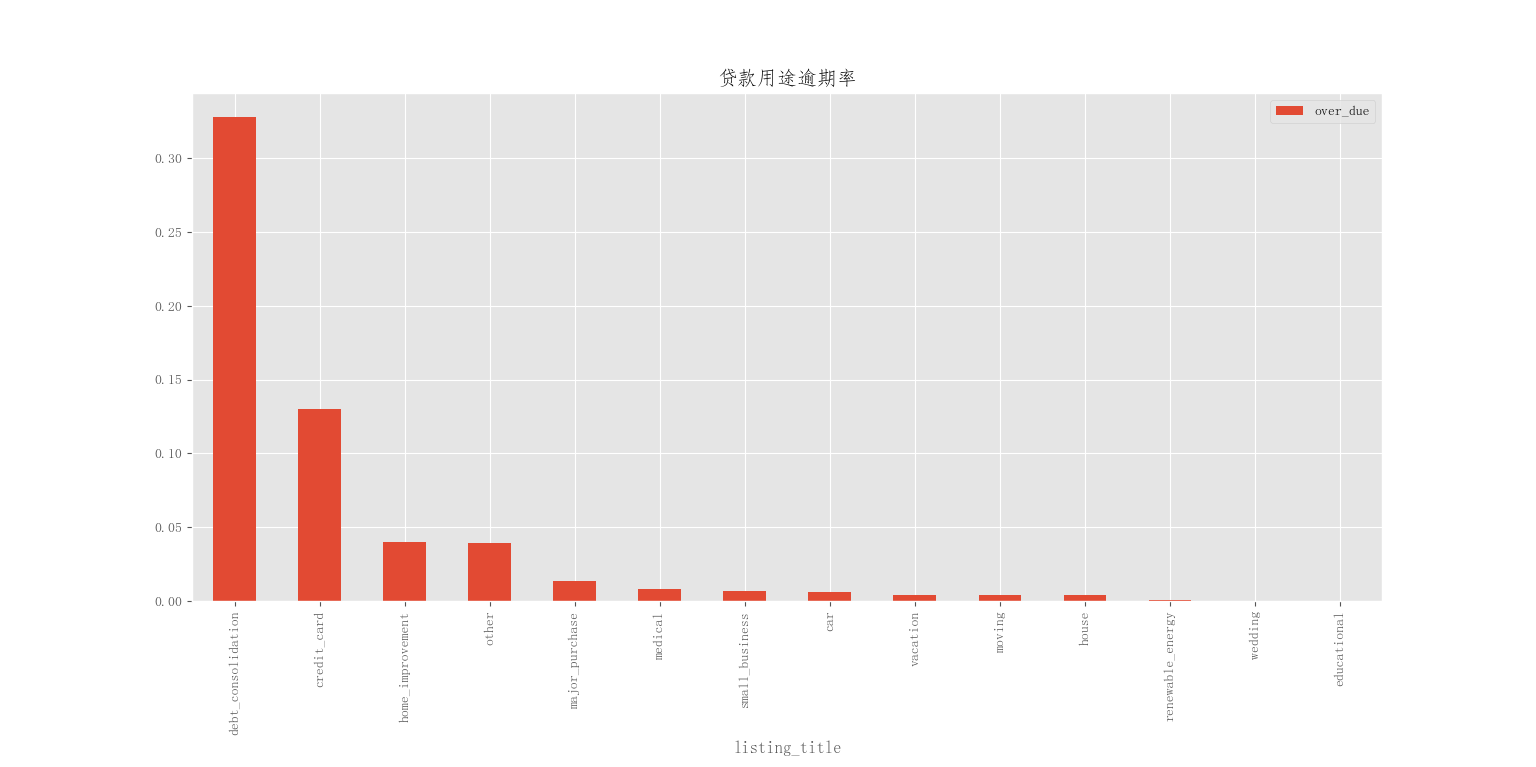 贷款用途逾期率
over_due
0.30
0.25
0.20
0.15
0.10
0.05
0.00
debt_consolidation
credit_card
home_improvement
other
major_purchase
medical
small_business
car
vacation
moving
house
renewable_energy
wedding
educational
listing_title